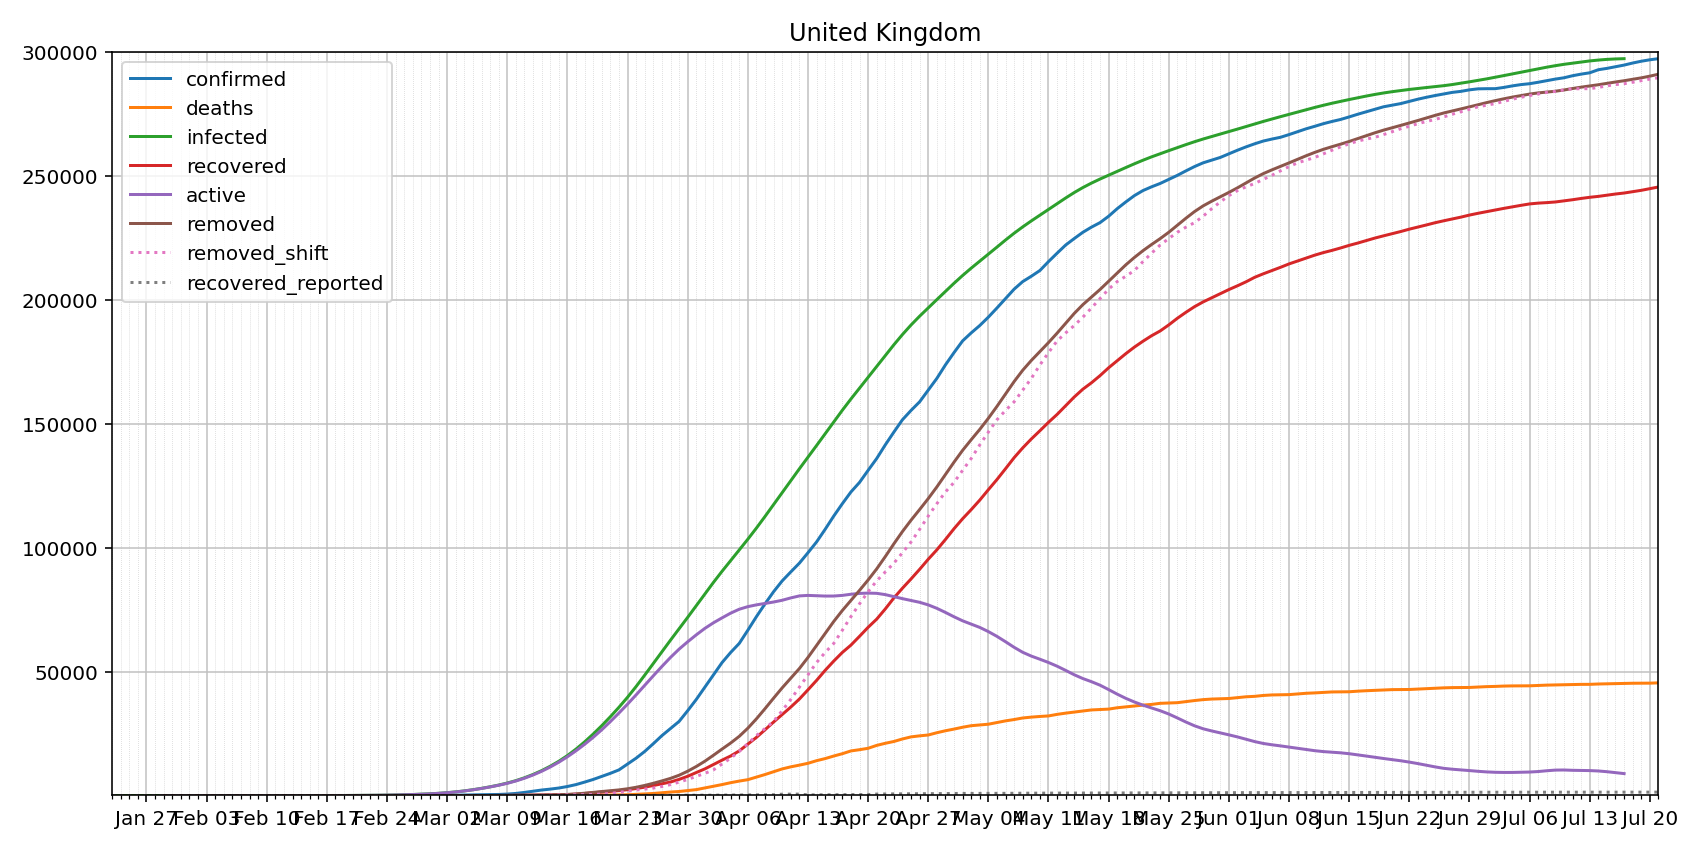 United Kingdom
300000
250000
200000
150000
100000
50000
confirmed
deaths
infected
recovered
active
removed
removed_shift
recovered_reported
Jan 27 Feb 03 Feb 10 Feb 17 Feb 24 Mar 02 Mar 09 Mar 16 Mar 23 Mar 30 Apr 06 Apr 13 Apr 20 Apr 27 May 04 May 11 May 18 May 25 Jun 01 Jun 08 Jun 15 Jun 22 Jun 29 Jul 06 Jul 13 Jul 20